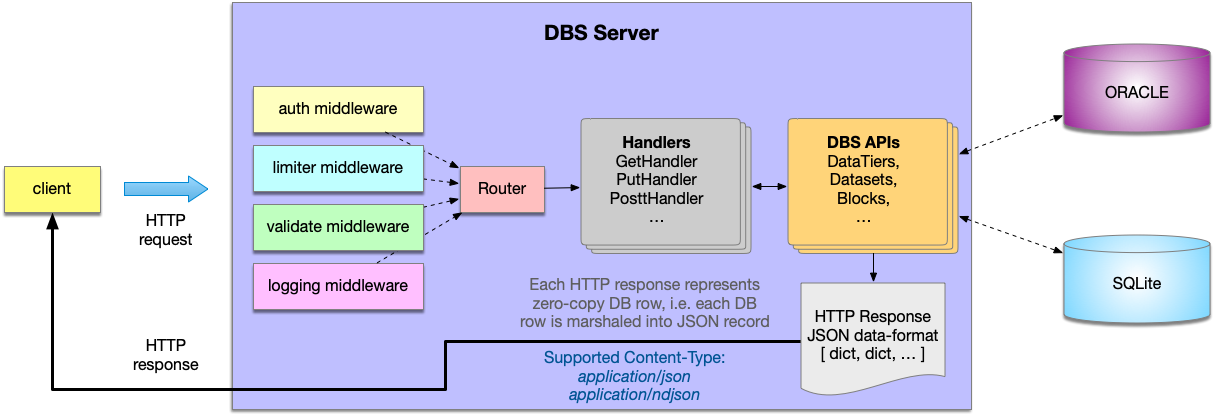 DBS Server
auth middleware
limiter middleware
validate middleware
logging middleware
client
HTTP
request
Router
Handlers
GetHandler
PutHandler
PosttHandler
...
DBS APIs
DataTiers,
Datasets,
Blocks,
...
ORACLE
SQLite
Each HTTP response represents
zero-copy DB row, i.e. each DB
row is marshaled into JSON record
HTTP Response
JSON data-format
[ dict, dict, ... ]
HTTP
response
Supported Content-Type:
application/json
application/ndjson